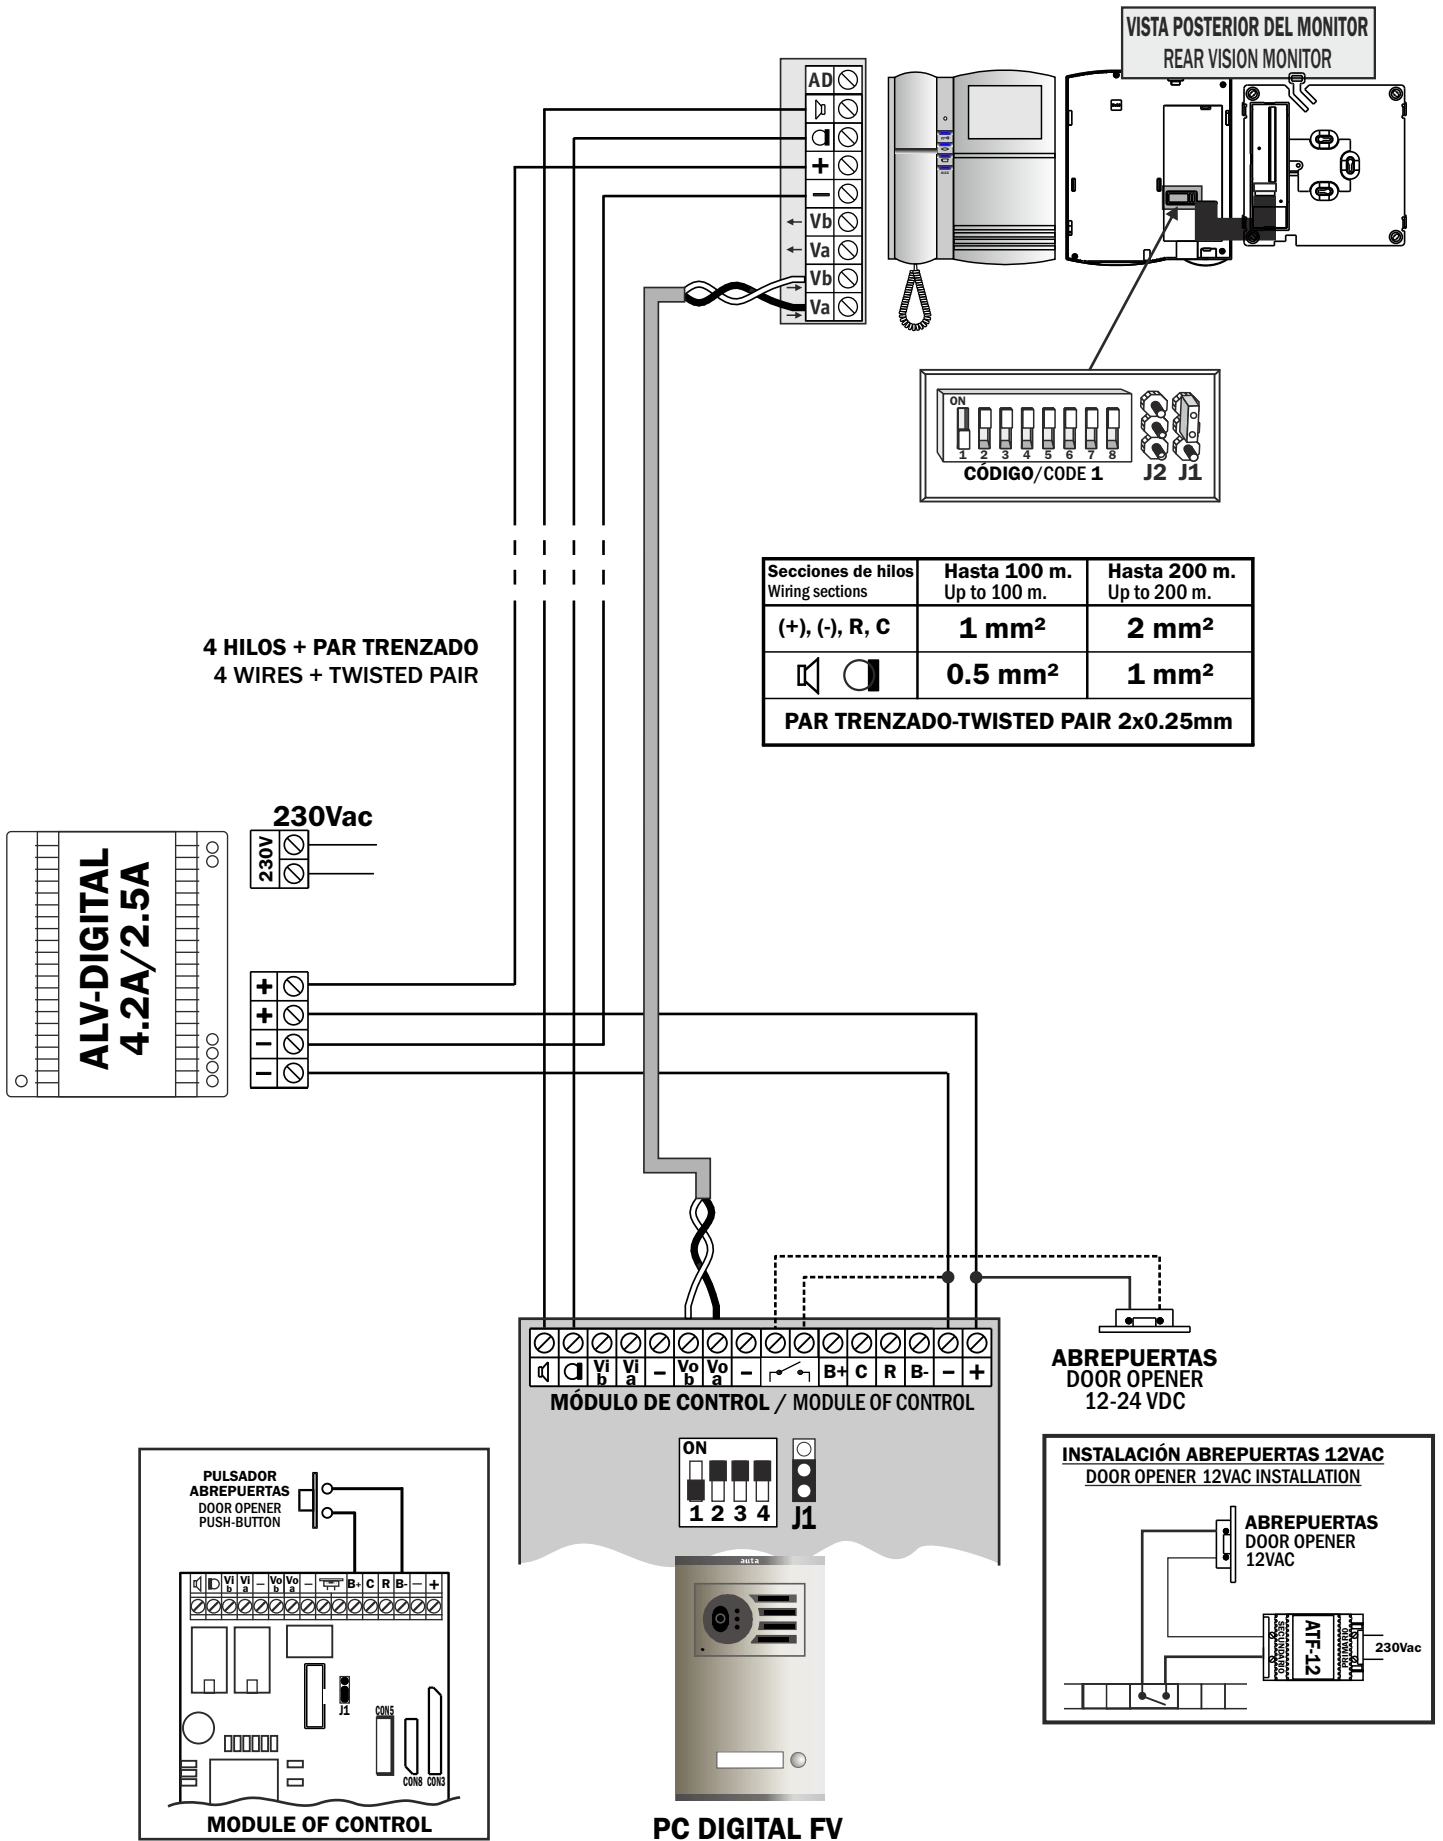 VISTA POSTERIOR DEL MONITOR
REAR VISION MONITOR
AD
+
−
Vb
Va
Vb
Va
ON
1 2 3 4 5 6 7 8
CÓDIGO/CODE 1
J2 J1
Secciones de hilos
Wiring sections
Hasta 100 m.
Up to 100 m.
Hasta 200 m.
Up to 200 m.
(+), (-), R, C
1 mm²
2 mm²
0.5 mm²
1 mm²
PAR TRENZADO-TWISTED PAIR 2x0.25mm
4 HILOS + PAR TRENZADO
4 WIRES + TWISTED PAIR
230Vac
230V
ALV-DIGITAL
4.2A/2.5A
+
+
−
−
Vi b Vi a − Vo b Vo a − B+ C R B- − +
MÓDULO DE CONTROL / MODULE OF CONTROL
ON
1 2 3 4
J1
ABREPUERTAS
DOOR OPENER
12-24 VDC
INSTALACIÓN ABREPUERTAS 12VAC
DOOR OPENER 12VAC INSTALLATION
ABREPUERTAS
DOOR OPENER
12VAC
SECUNDARIO
ATF-12
PRIMARIO
230Vac
PULSADOR
ABREPUERTAS
DOOR OPENER
PUSH-BUTTON
Vi b Vi a − Vo b Vo a − B+ C R B- − +
J1
CON5
CON8 CON3
MODULE OF CONTROL
auta
PC DIGITAL FV